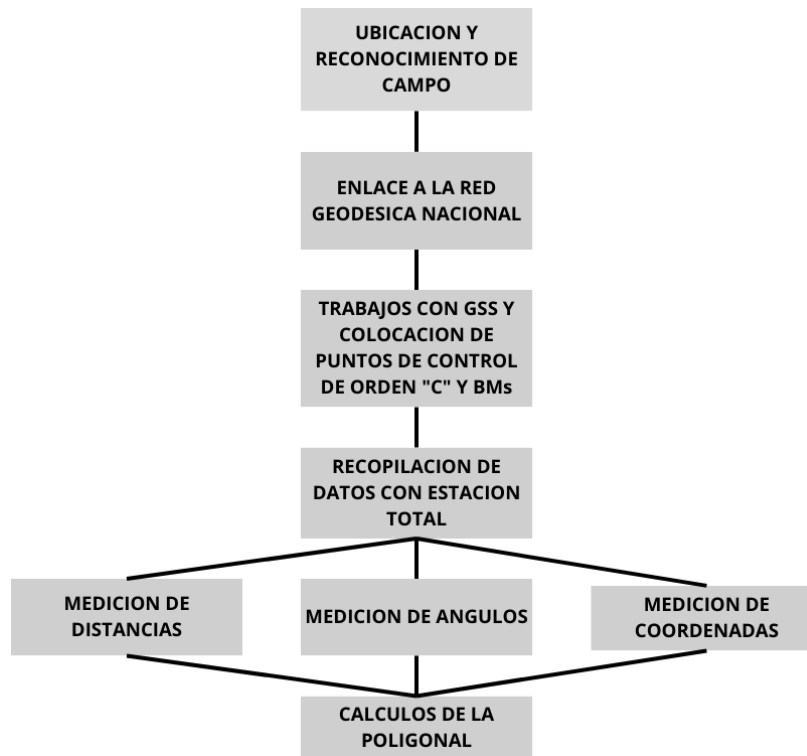 UBICACION Y
RECONOCIMIENTO DE
CAMPO
ENLACE A LA RED
GEODESICA NACIONAL
TRABAJOS CON GSS Y
COLOCACION DE
PUNTOS DE CONTROL
DE ORDEN "C" Y BMs
RECOPILACION DE
DATOS CON ESTACION
TOTAL
MEDICION DE
DISTANCIAS
MEDICION DE ANGULOS
MEDICION DE
COORDENADAS
CALCULOS DE LA
POLIGONAL